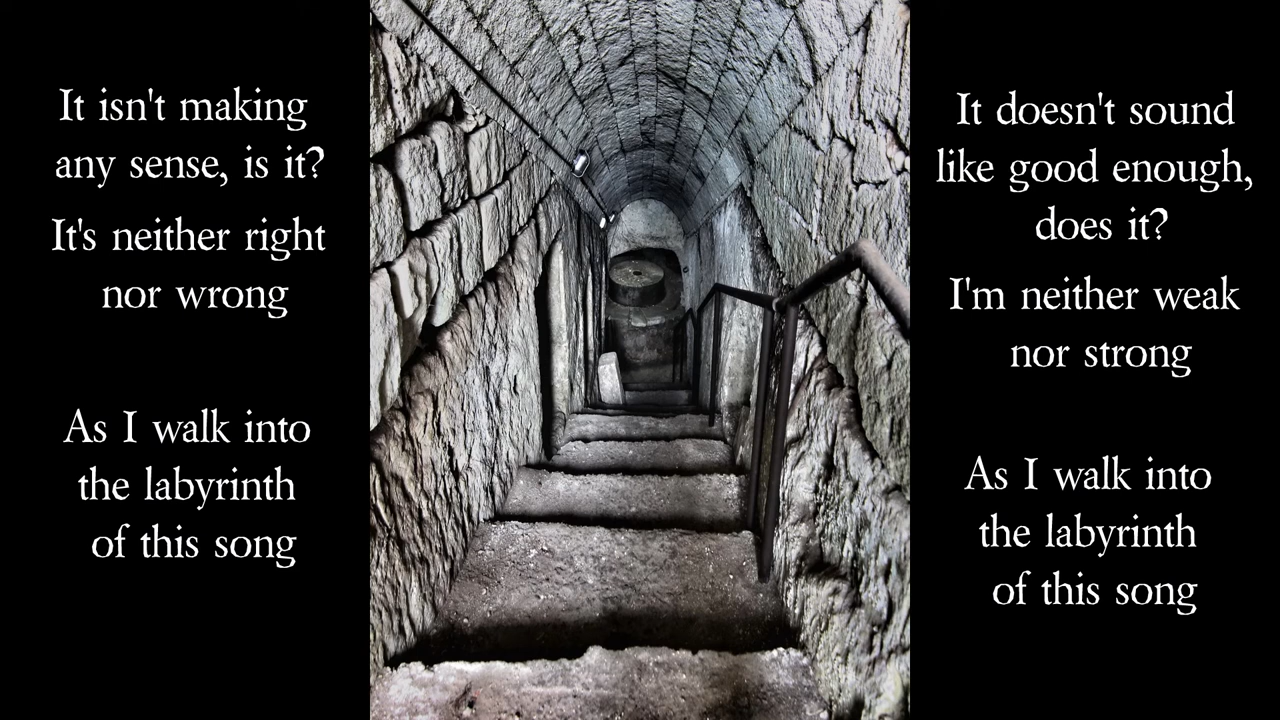 It isn't making
any sense, is it?
It's neither right
nor wrong
As I walk into
the labyrinth
of this song
It doesn't sound
like good enough,
does it?
I'm neither weak
nor strong
As I walk into
the labyrinth
of this song